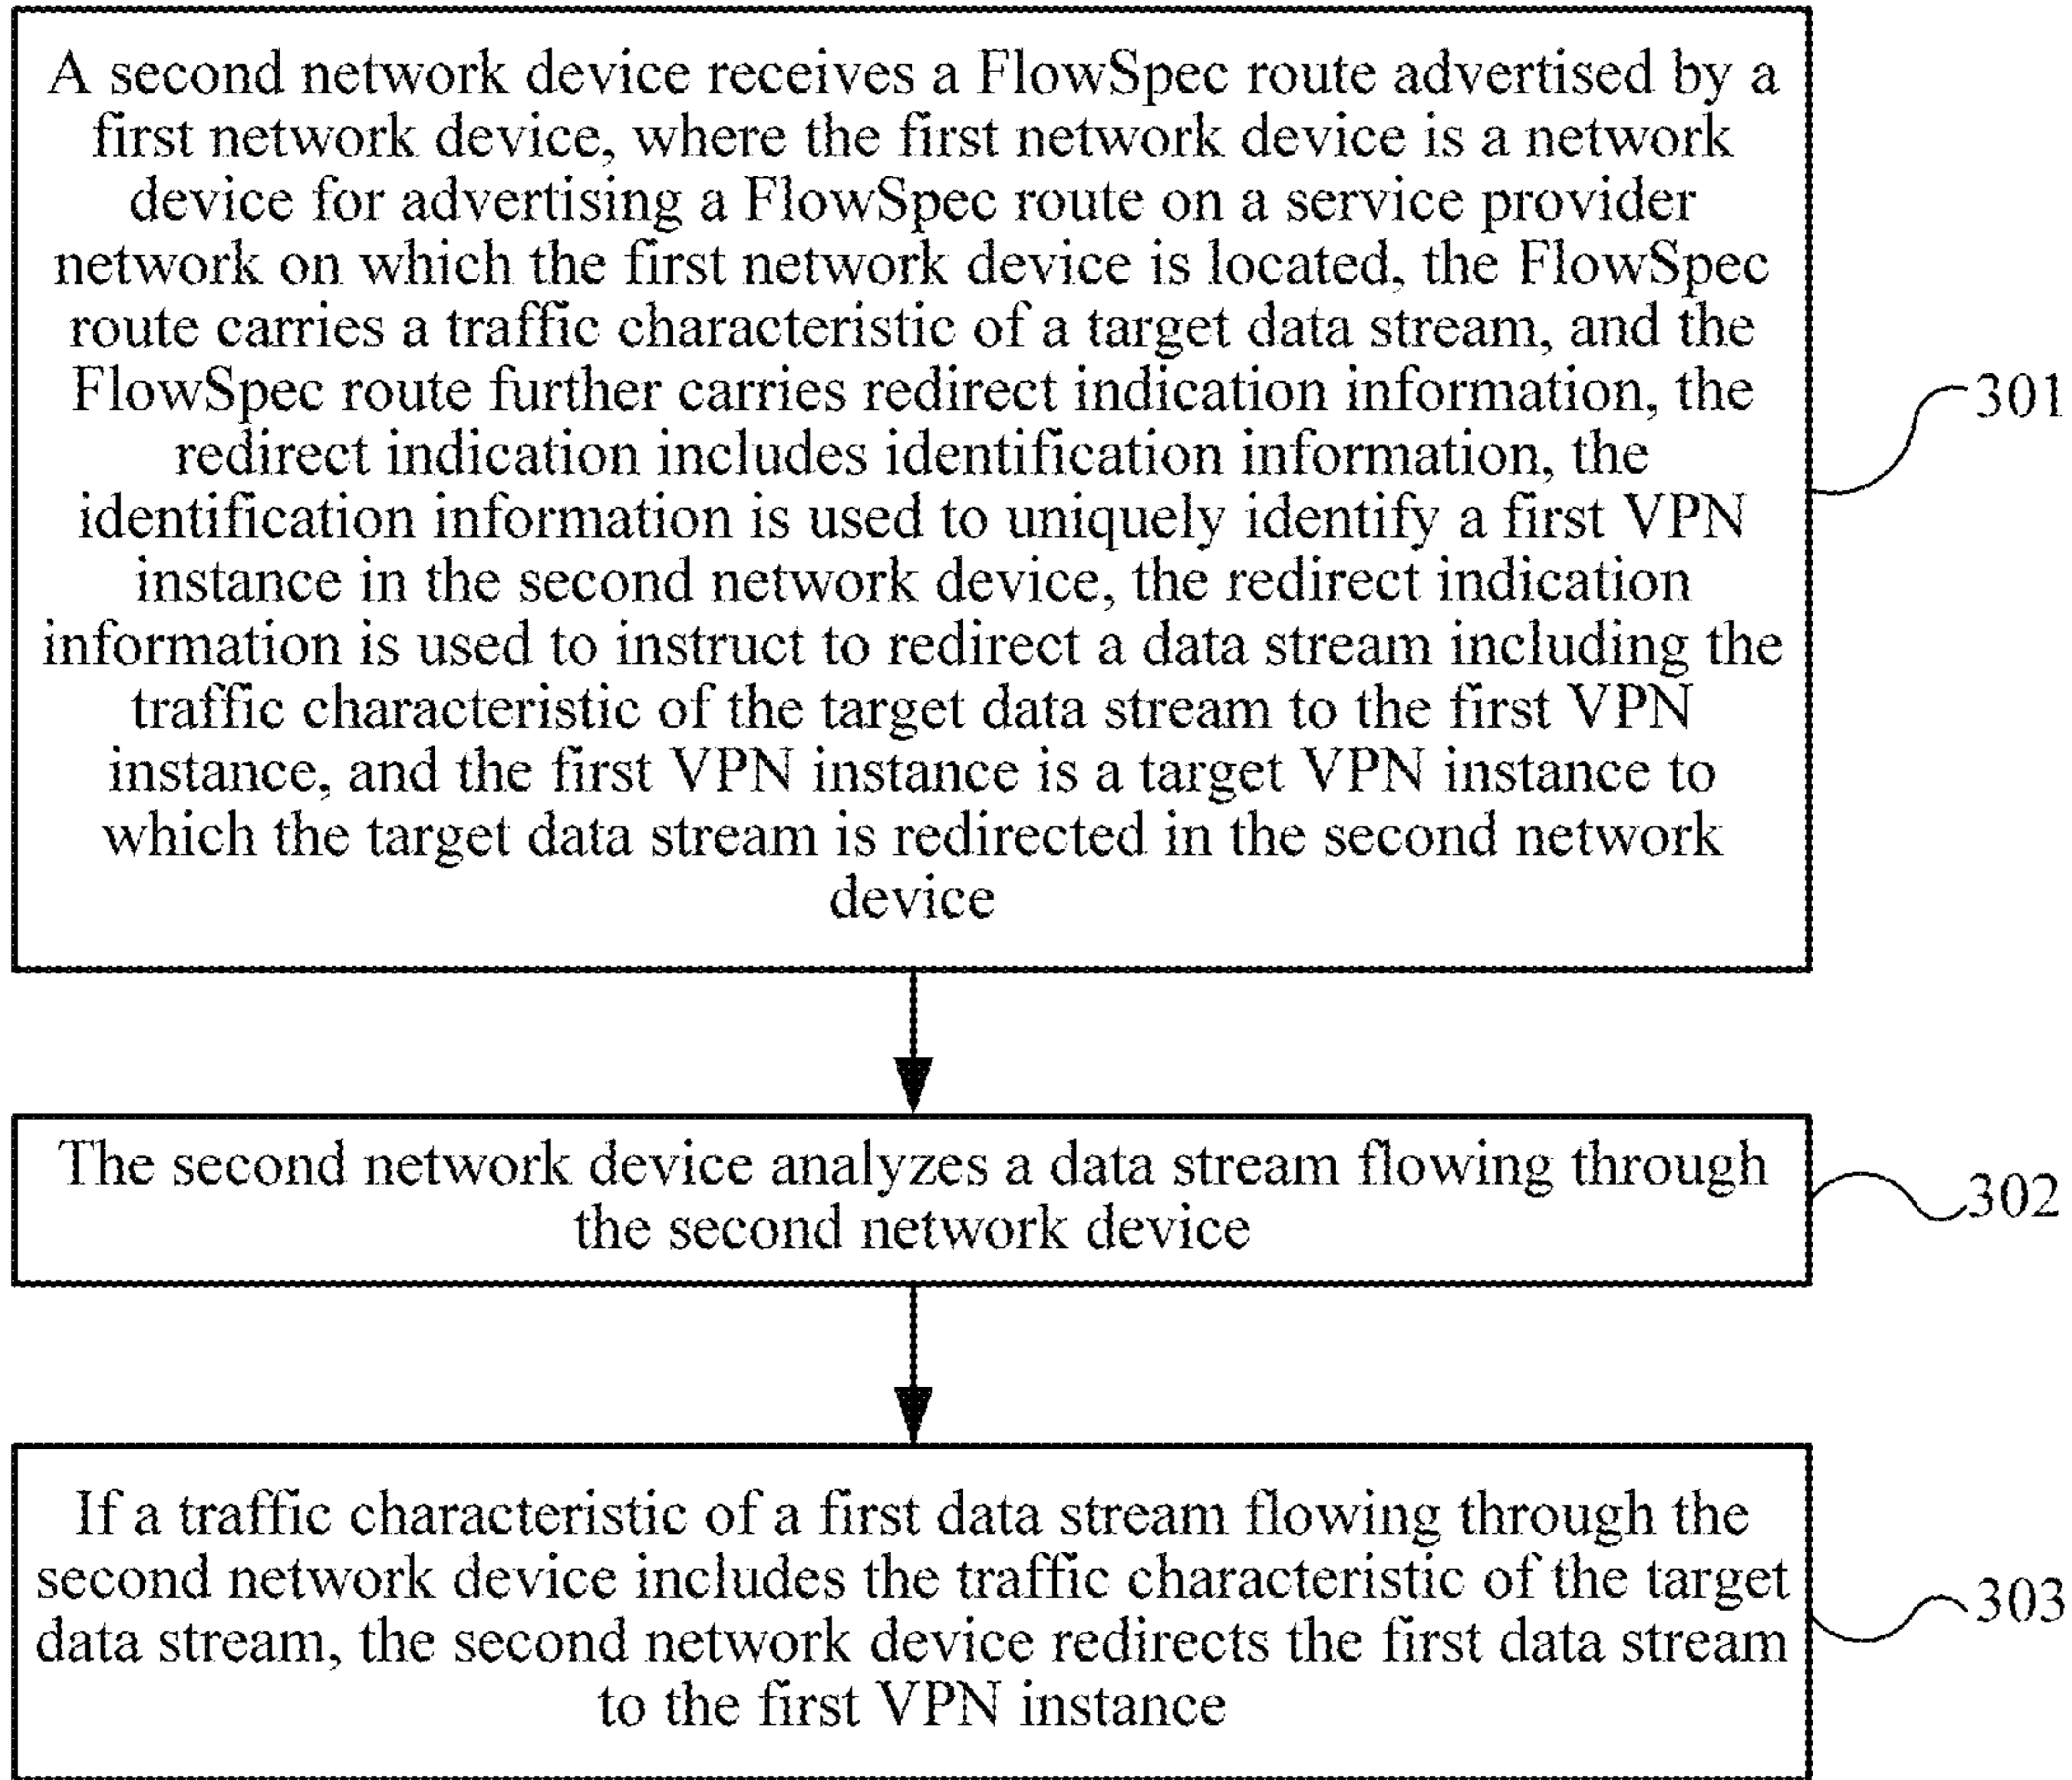 A second network device receives a FlowSpec route advertised by a
first network device, where the first network device is a network
device for advertising a FlowSpec route on a service provider
network on which the first network device is located, the FlowSpec
route carries a traffic characteristic of a target data stream, and the
FlowSpec route further carries redirect indication information, the
redirect indication includes identification information, the
identification information is used to uniquely identify a first VPN
instance in the second network device, the redirect indication
information is used to instruct to redirect a data stream including the
traffic characteristic of the target data stream to the first VPN
instance, and the first VPN instance is a target VPN instance to
which the target data stream is redirected in the second network
device
301
The second network device analyzes a data stream flowing through
the second network device
302
If a traffic characteristic of a first data stream flowing through the
second network device includes the traffic characteristic of the target
data stream, the second network device redirects the first data stream
to the first VPN instance
303